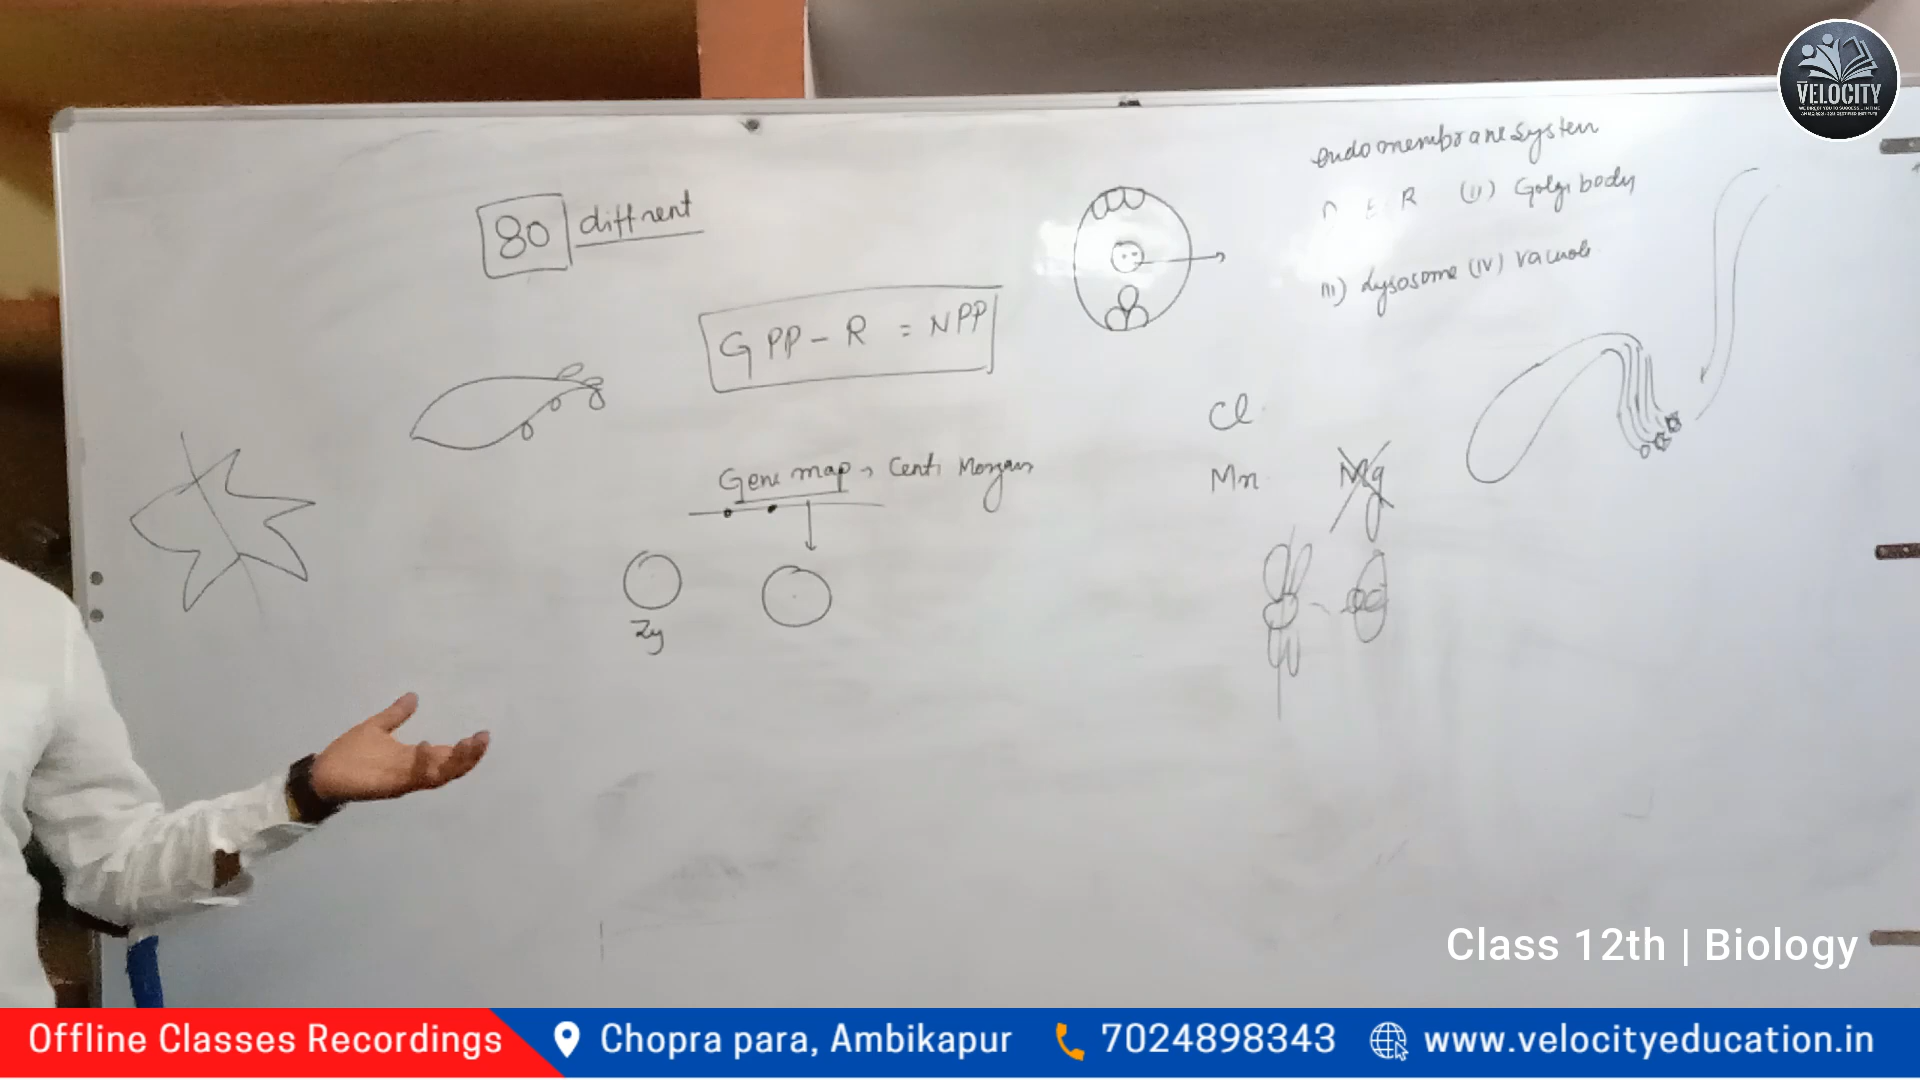 VELOCITY
endomembrane system
E R (II) Golgi body
III) Lysosome (IV) vacuole
80 diffrent
GPP - R = NPP
Cl
Mn Mg
Gene map → Centi Morgan
Zy
Class 12th | Biology
Offline Classes Recordings
Chopra para, Ambikapur
7024898343
www.velocityeducation.in